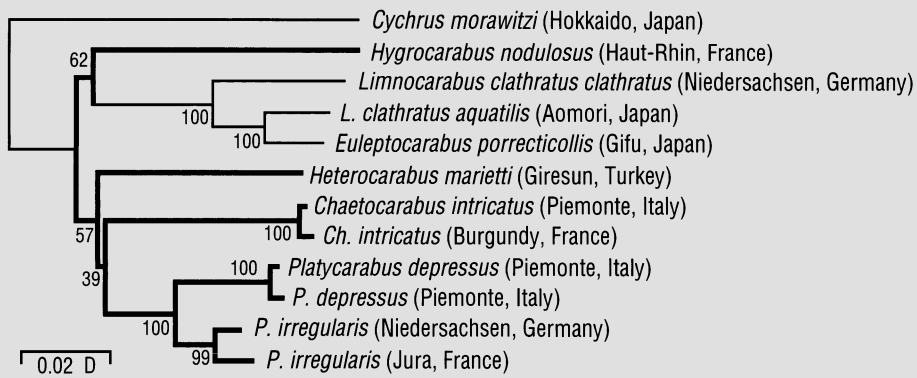 Cychrus morawitzi (Hokkaido, Japan)
62
Hygrocarabus nodulosus (Haut-Rhin, France)
Limnocarabus clathratus clathratus (Niedersachsen, Germany)
100
L. clathratus aquatilis (Aomori, Japan)
100
Euleptocarabus porrecticollis (Gifu, Japan)
Heterocarabus marietti (Giresun, Turkey)
Chaetocarabus intricatus (Piemonte, Italy)
57
100
Ch. intricatus (Burgundy, France)
39
100
Platycarabus depressus (Piemonte, Italy)
P. depressus (Piemonte, Italy)
100
P. irregularis (Niedersachsen, Germany)
99
P. irregularis (Jura, France)
0.02 D